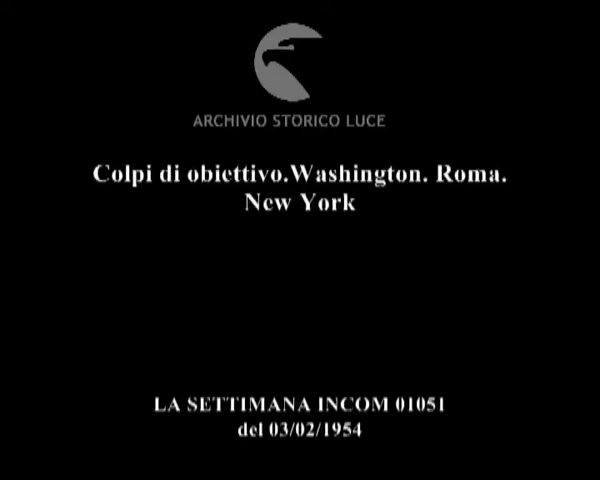 ARCHIVIO STORICO LUCE
Colpi di obiettivo.Washington. Roma.
New York
LA SETTIMANA INCOM 01051
del 03/02/1954